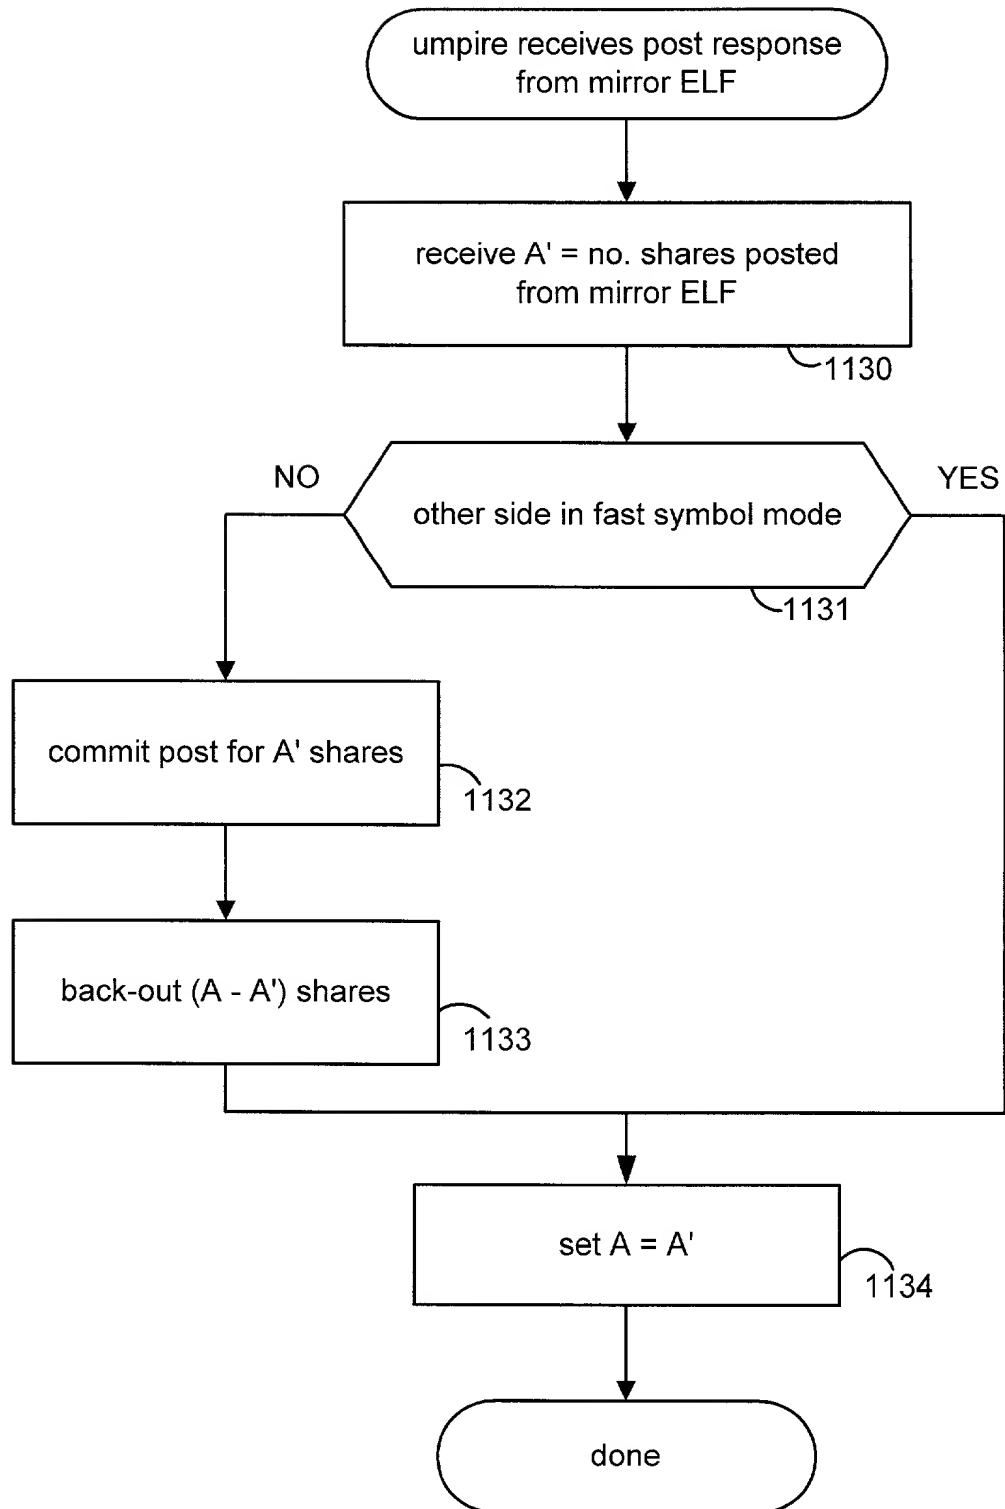 umpire receives post response
from mirror ELF
receive A' = no. shares posted
from mirror ELF
1130
NO
YES
other side in fast symbol mode
1131
commit post for A' shares
1132
back-out (A - A') shares
1133
set A = A'
1134
done